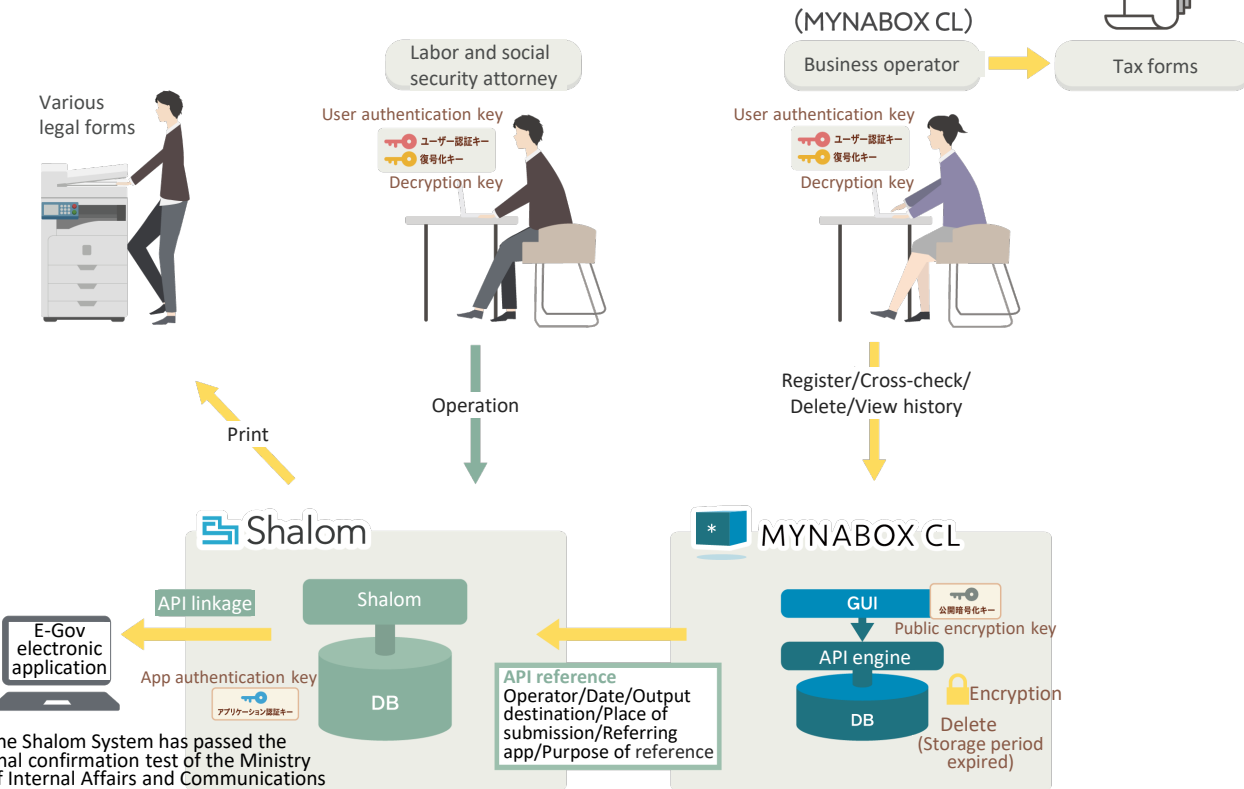 (MYNABOX CL)
Labor and social
security attorney
Business operator
Tax forms
Various
legal forms
User authentication key
ユーザー認証キー
復号化キー
Decryption key
User authentication key
ユーザー認証キー
復号化キー
Decryption key
Operation
Register/Cross-check/
Delete/View history
Print
Shalom
* MYNABOX CL
API linkage
Shalom
DB
E-Gov
electronic
application
App authentication key
アプリケーション認証キー
API reference
Operator/Date/Output
destination/Place of
submission/Referring
app/Purpose of reference
GUI
公開暗号化キー
Public encryption key
API engine
DB
Encryption
Delete
(Storage period
expired)
he Shalom System has passed the
nal confirmation test of the Ministry
f Internal Affairs and Communications